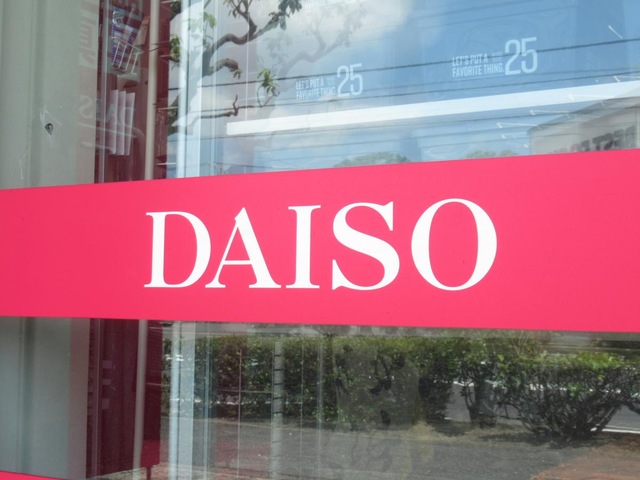 LET'S PUT A
FAVORITE THING. 25
LET'S PUT A
FAVORITE THING. 25
DAISO